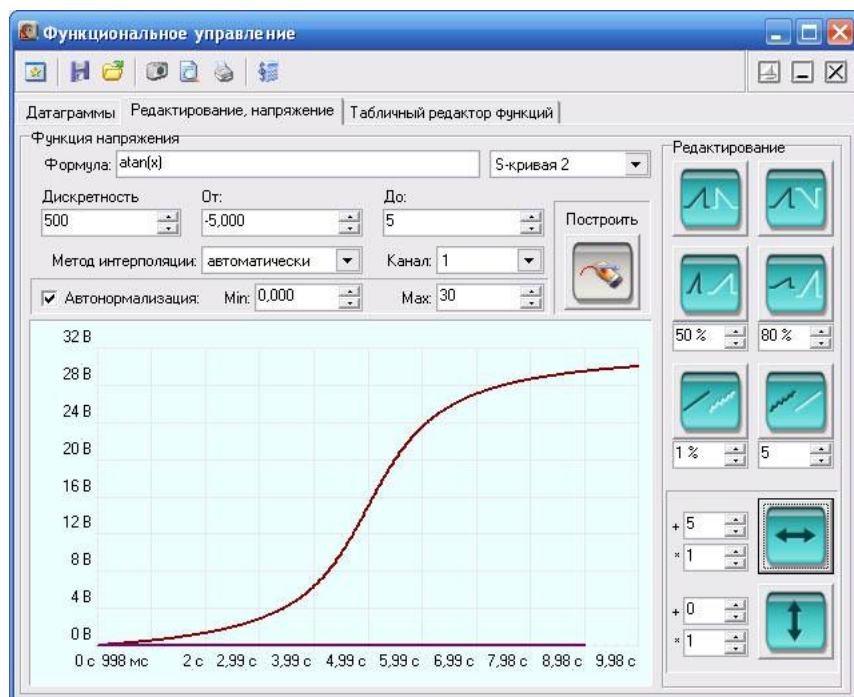 Функциональное управление
Датаграммы Редактирование, напряжение Табличный редактор функций
Функция напряжения
Формула: atan(x) S-кривая 2
Дискретность От: До:
500 -5,000 5
Построить
Метод интерполяции: автоматически Канал: 1
Автонормализация: Min: 0,000 Max: 30
Редактирование
50 % 80 %
1 % 5
+ 5
× 1
+ 0
× 1
32 В
28 В
24 В
20 В
16 В
12 В
8 В
4 В
0 В
0 с 998 мс 2 с 2,99 с 3,99 с 4,99 с 5,99 с 6,99 с 7,98 с 8,98 с 9,98 с